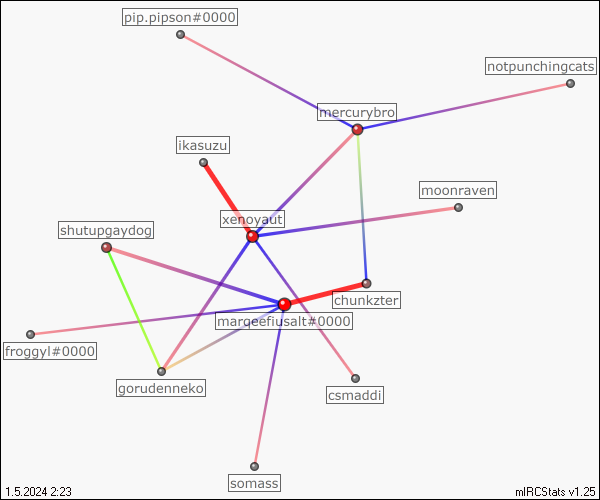 pip.pipson#0000
notpunchingcats
mercurybro
ikasuzu
moonraven
xenoyaut
shutupgaydog
chunkzter
margeefiusalt#0000
froggyl#0000
gorudenneko
csmaddi
somass
1.5.2024 2:23
mIRCStats v1.25